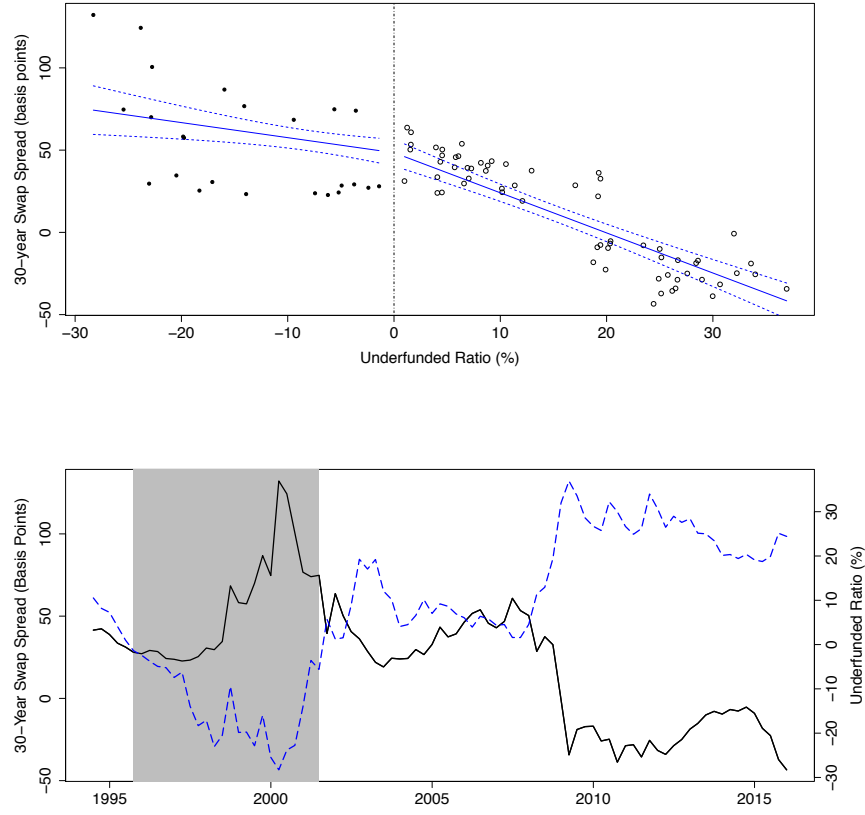 30−year Swap Spread (basis points)
100
50
0
−50
−30 −20 −10 0 10 20 30
Underfunded Ratio (%)
30−Year Swap Spread (Basis Points)
100
50
0
−50
30
20
10
0
−10
−20
−30
Underfunded Ratio (%)
1995 2000 2005 2010 2015